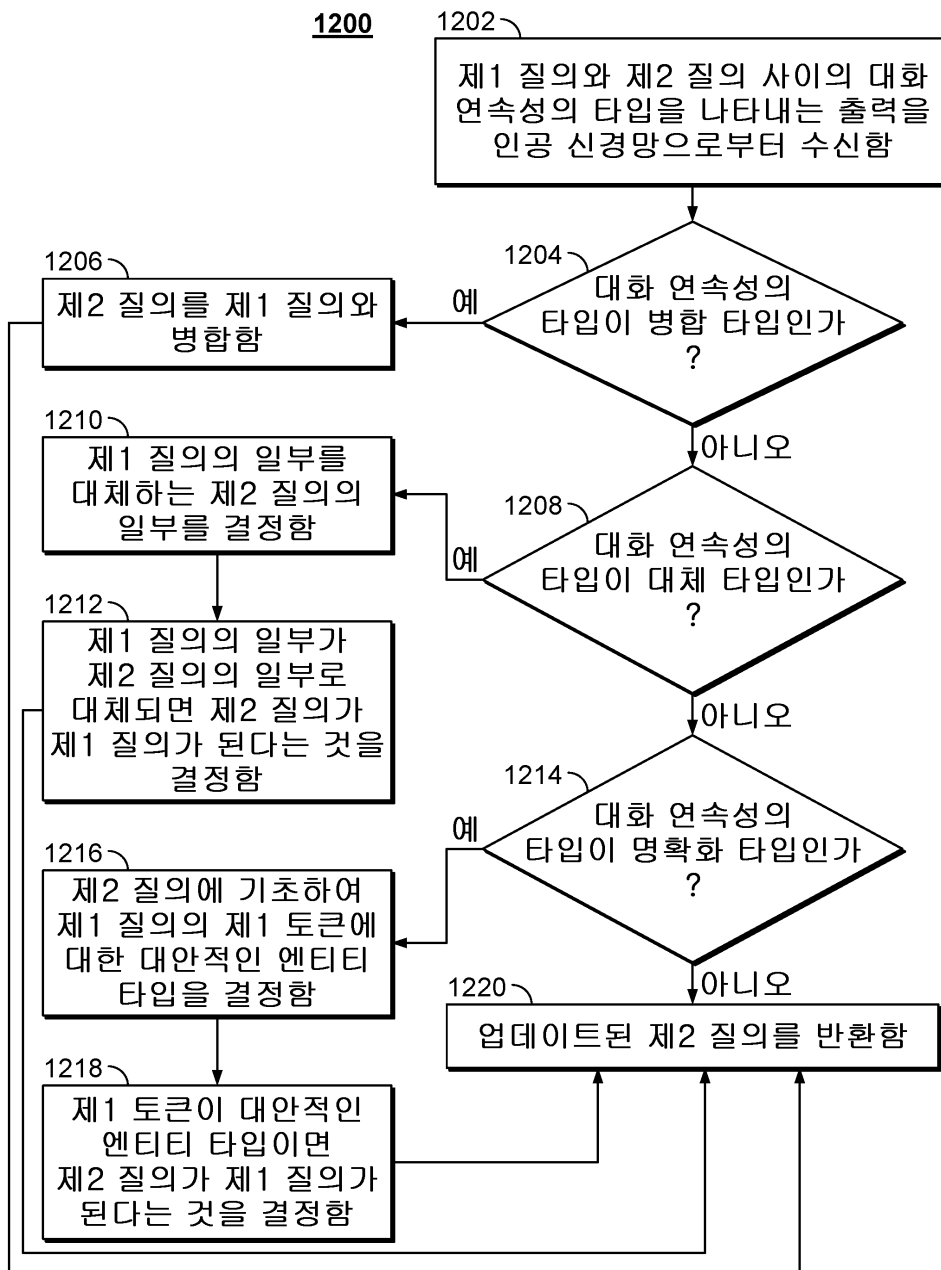 1200
1202
제1 질의와 제2 질의 사이의 대화
연속성의 타입을 나타내는 출력을
인공 신경망으로부터 수신함
1204
대화 연속성의
타입이 병합 타입인가
?
예
1206
제2 질의를 제1 질의와
병합함
아니오
1208
대화 연속성의
타입이 대체 타입인가
?
예
1210
제1 질의의 일부를
대체하는 제2 질의의
일부를 결정함
1212
제1 질의의 일부가
제2 질의의 일부로
대체되면 제2 질의가
제1 질의가 된다는 것을
결정함
아니오
1214
대화 연속성의
타입이 명확화 타입인가
?
예
1216
제2 질의에 기초하여
제1 질의의 제1 토큰에
대한 대안적인 엔티티
타입을 결정함
1218
제1 토큰이 대안적인
엔티티 타입이면
제2 질의가 제1 질의가
된다는 것을 결정함
아니오
1220
업데이트된 제2 질의를 반환함